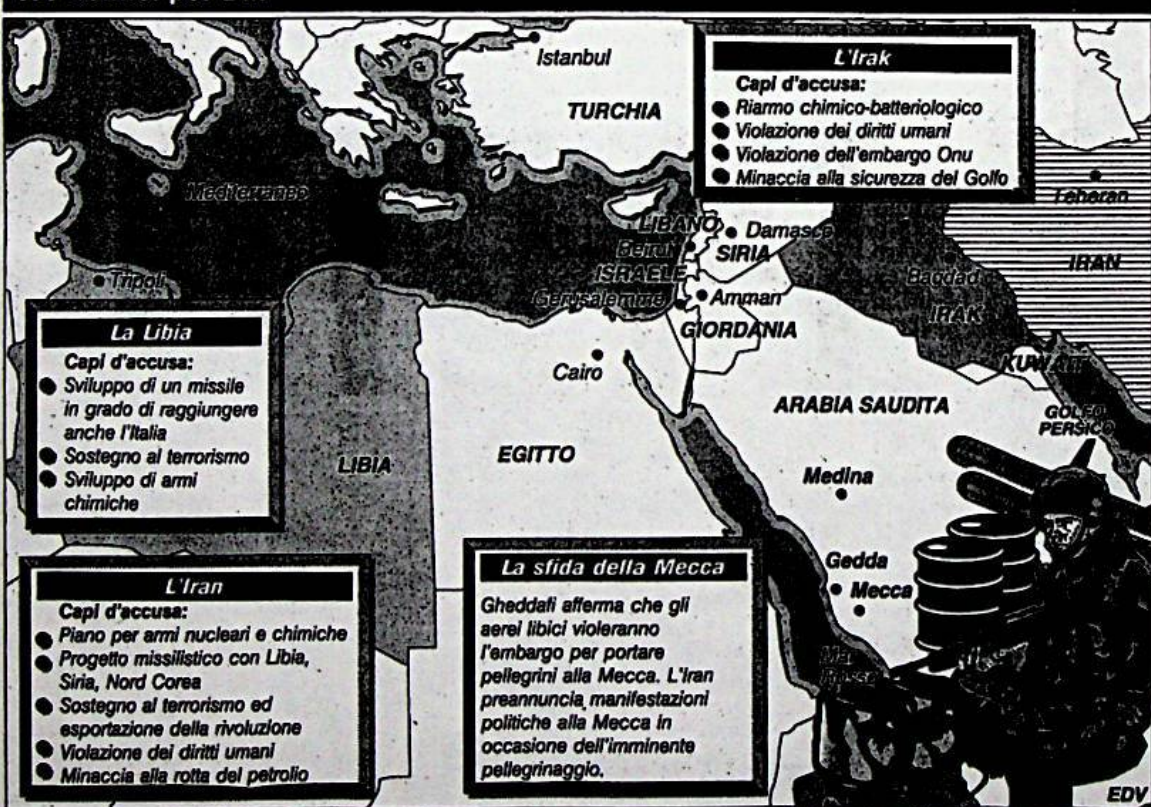 Istanbul
TURCHIA
Mediterraneo
L'Irak
Capi d'accusa:
Riarmo chimico-batteriologico
Violazione dei diritti umani
Violazione dell'embargo Onu
Minaccia alla sicurezza del Golfo
Teheran
LIBANO
Damasco
Beirut
SIRIA
IRAN
ISRAELE
Bagdad
Tripoli
Gerusalemme
Amman
IRAK
GIORDANIA
La Libia
Capi d'accusa:
Sviluppo di un missile
in grado di raggiungere
anche l'Italia
Sostegno al terrorismo
Sviluppo di armi
chimiche
Cairo
KUWAIT
ARABIA SAUDITA
GOLFO
PERSICO
LIBIA
EGITTO
Medina
L'Iran
Capi d'accusa:
Piano per armi nucleari e chimiche
Progetto missilistico con Libia,
Siria, Nord Corea
Sostegno al terrorismo ed
esportazione della rivoluzione
Violazione dei diritti umani
Minaccia alla rotta del petrolio
La sfida della Mecca
Gheddafi afferma che gli
aerei libici violeranno
l'embargo per portare
pellegrini alla Mecca. L'Iran
preannuncia manifestazioni
politiche alla Mecca in
occasione dell'imminente
pellegrinaggio.
Gedda
Mecca
EDV